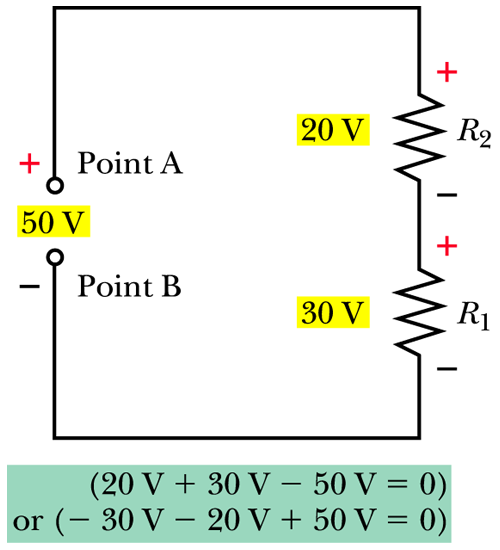 +
20 V
R2
−
+ Point A
50 V
− Point B
+
30 V
R1
−
(20 V + 30 V − 50 V = 0)
or (− 30 V − 20 V + 50 V = 0)